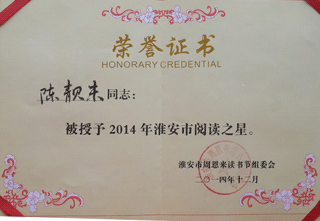 荣誉证书
HONORARY CREDENTIAL
陈靓朱同志：
被授予2014年淮安市阅读之星。
淮安市周恩来读书节组委会
二〇一四年十二月